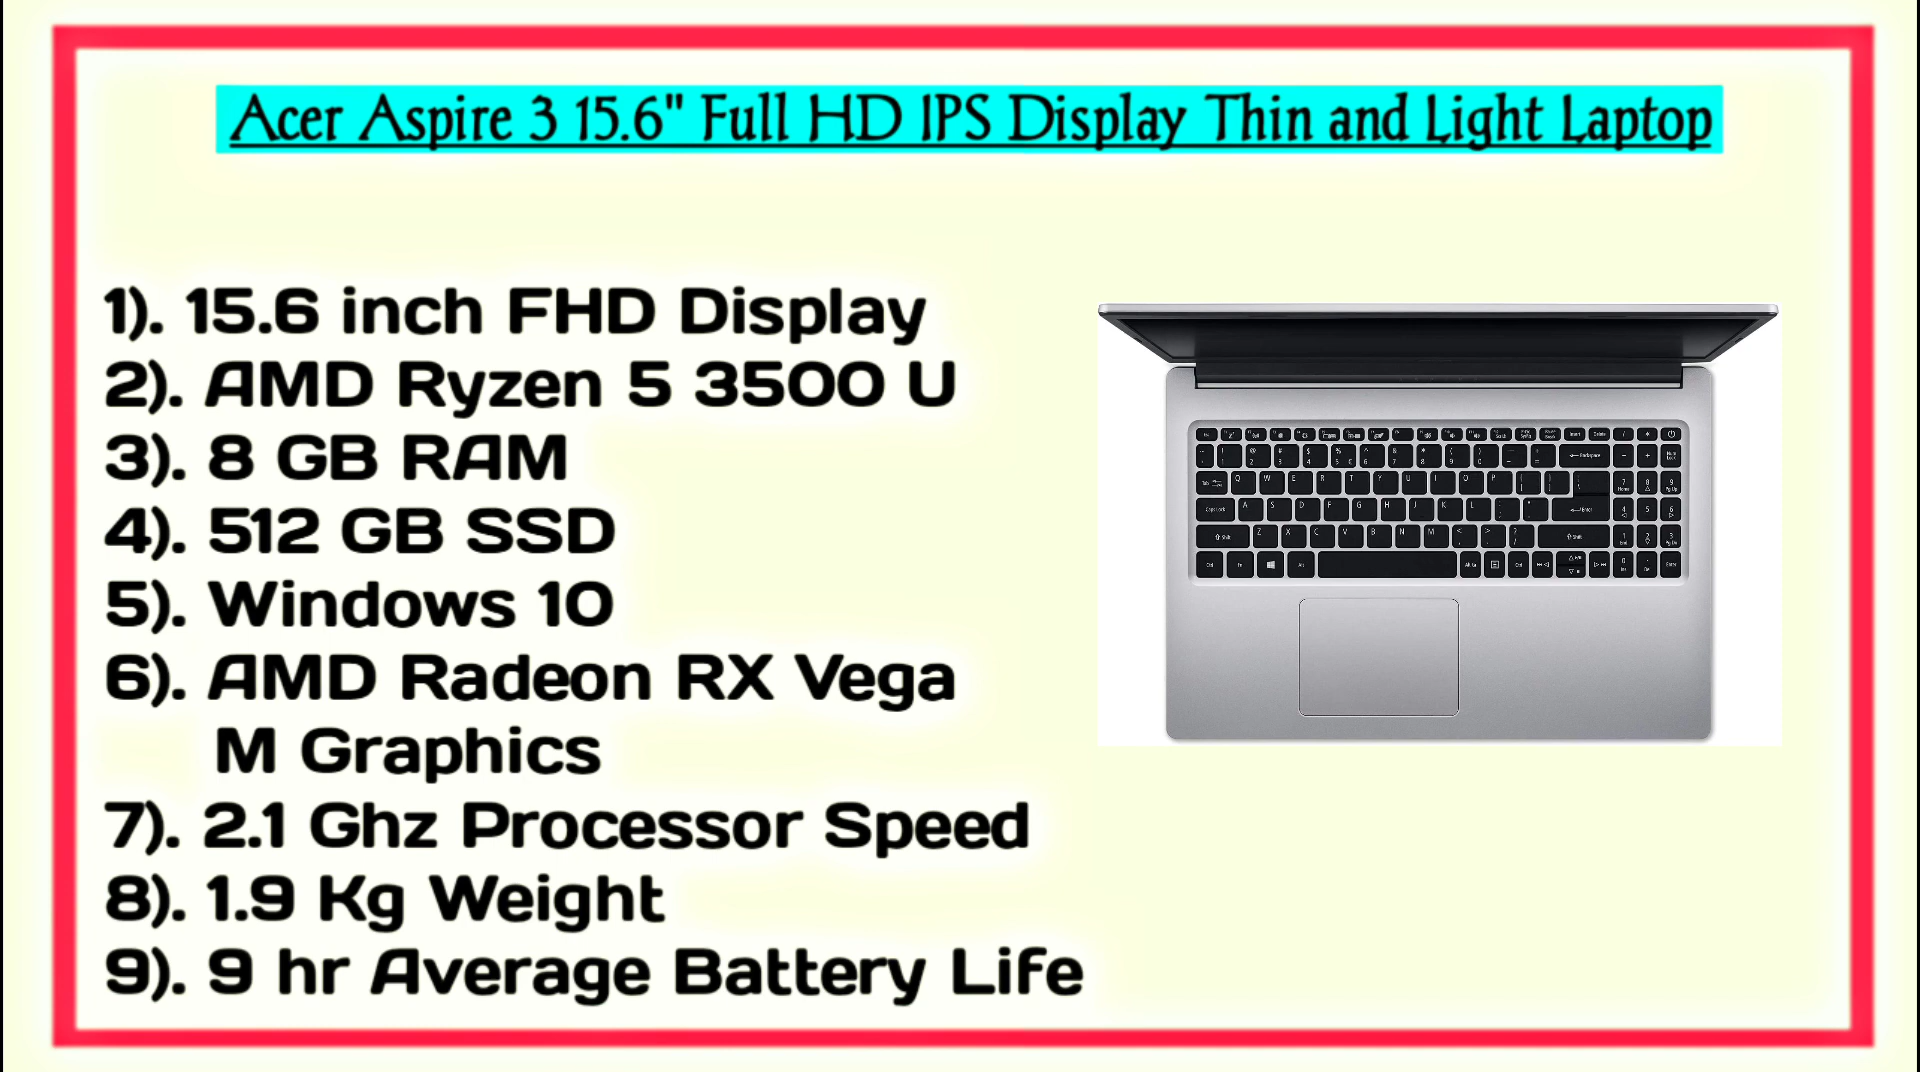 Acer Aspire 3 15.6" Full HD IPS Display Thin and Light Laptop
1). 15.6 inch FHD Display
2). AMD Ryzen 5 3500 U
3). 8 GB RAM
4). 512 GB SSD
5). Windows 10
6). AMD Radeon RX Vega
M Graphics
7). 2.1 Ghz Processor Speed
8). 1.9 Kg Weight
9). 9 hr Average Battery Life